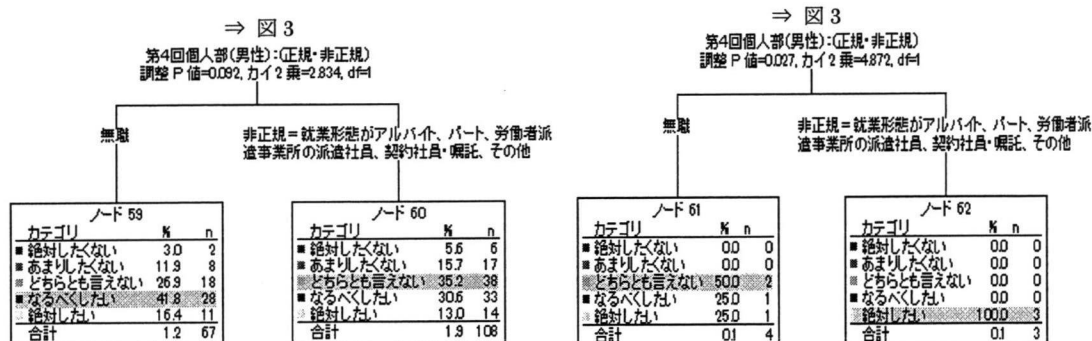 ⇒ 図3
第4回個人部(男性):(正規・非正規)
調整 P 値=0.092, カイ 2 乗=2.834, df=1
無職
非正規=就業形態がアルバイト、パート、労働者派
遣事業所の派遣社員、契約社員・嘱託、その他
ノード 59
カテゴリ % n
絶対したくない 3.0 2
あまりしたくない 11.9 8
どちらとも言えない 26.9 18
なるべくしたい 41.8 28
絶対したい 16.4 11
合計 1.2 67
ノード 60
カテゴリ % n
絶対したくない 5.6 6
あまりしたくない 15.7 17
どちらとも言えない 35.2 38
なるべくしたい 30.6 33
絶対したい 13.0 14
合計 1.9 108
⇒ 図3
第4回個人部(男性):(正規・非正規)
調整 P 値=0.027, カイ 2 乗=4.872, df=1
無職
非正規=就業形態がアルバイト、パート、労働者派
遣事業所の派遣社員、契約社員・嘱託、その他
ノード 61
カテゴリ % n
絶対したくない 0.0 0
あまりしたくない 0.0 0
どちらとも言えない 50.0 2
なるべくしたい 25.0 1
絶対したい 25.0 1
合計 0.1 4
ノード 62
カテゴリ % n
絶対したくない 0.0 0
あまりしたくない 0.0 0
どちらとも言えない 0.0 0
なるべくしたい 0.0 0
絶対したい 100.0 3
合計 0.1 3